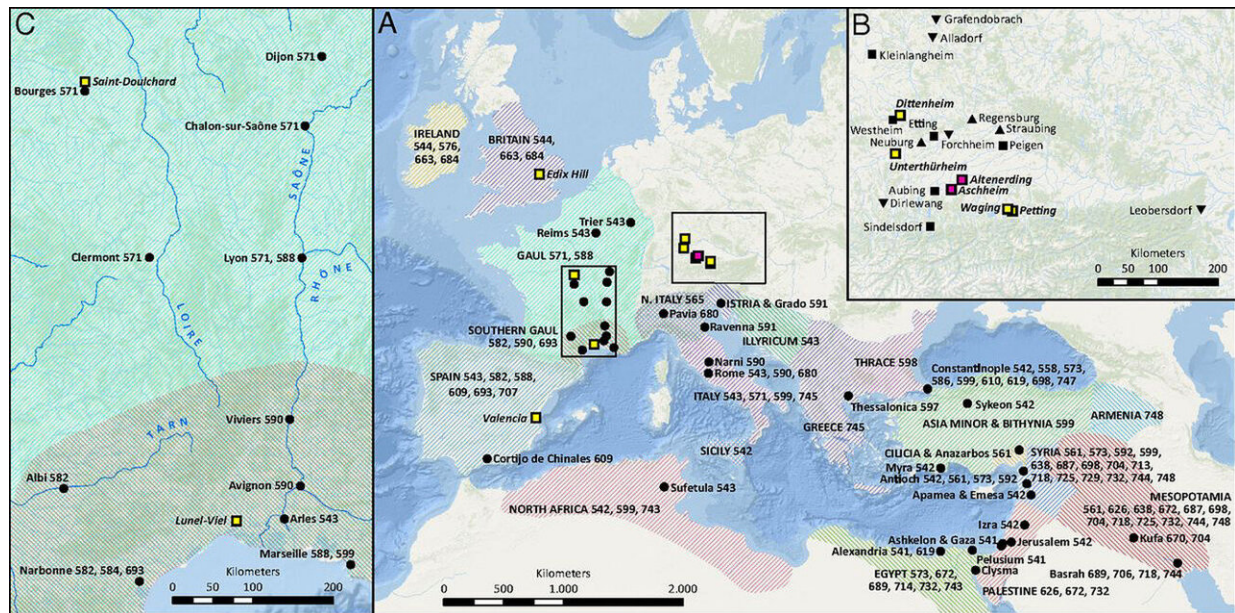 C
Dijon 571
Saint-Doulchard
Bourges 571
Chalon-sur-Saône 571
SAÔNE
Clermont 571
Lyon 571, 588
RHÔNE
LOIRE
Viviers 590
TARN
Albi 582
Avignon 590
Lunel-Viel
Arles 543
Marseille 588, 599
Narbonne 582, 584, 693
Kilometers
0 100 200
A
IRELAND
544, 576,
663, 684
BRITAIN 544,
663, 684
Edix Hill
Trier 543
Reims 543
GAUL 571, 588
SOUTHERN GAUL
582, 590, 693
N. ITALY 565
Pavia 680
ISTRIA & Grado 591
Ravenna 591
ILLYRICUM 543
SPAIN 543, 582, 588,
609, 693, 707
Valencia
Cortijo de Chinales 609
Narni 590
Rome 543, 590, 680
ITALY 543, 571, 599, 745
SICILY 542
THRACE 598
Thessalonica 597
GREECE 745
Constantinople 542, 558, 573,
586, 599, 610, 619, 698, 747
Sykeon 542
ASIA MINOR & BITHYNIA 599
ARMENIA 748
CILICIA & Anazarbos 561
Myra 542
Antioch 542, 561, 573, 592
Apamea & Emesa 542
SYRIA 561, 573, 592, 599,
638, 687, 698, 704, 713,
718, 725, 729, 732, 744, 748
MESOPOTAMIA
561, 626, 638, 672, 687, 698,
704, 718, 725, 732, 744, 748
Sufetula 543
NORTH AFRICA 542, 599, 743
Izra 542
Ashkelon & Gaza 541
Jerusalem 542
Kufa 670, 704
Alexandria 541, 619
Pelusium 541
Clysma
Basrah 689, 706, 718, 744
EGYPT 573, 672,
689, 714, 732, 743
PALESTINE 626, 672, 732
Kilometers
0 500 1.000 2.000
B
Grafendobrach
Alladorf
Kleinlangheim
Dittenheim
Westheim
Etting
Regensburg
Straubing
Neuburg
Forchheim
Peigen
Unterthürheim
Altenerding
Aubing
Aschheim
Dirlewang
Waging
Petting
Leobersdorf
Sindelsdorf
Kilometers
0 50 100 200